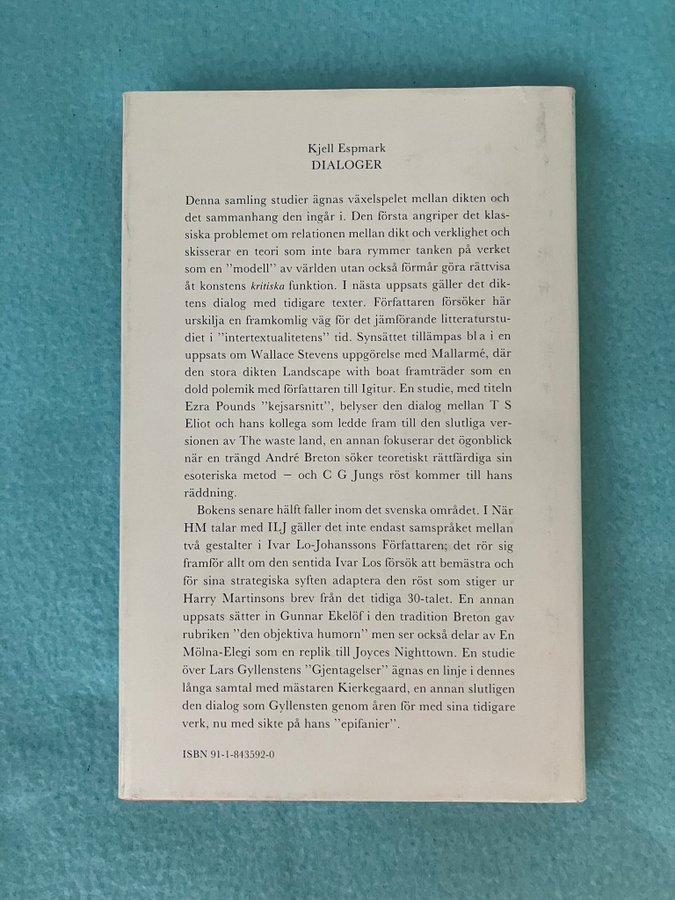 Kjell Espmark
DIALOGER
Denna samling studier ägnas växelspelet mellan dikten och
det sammanhang den ingår i. Den första angriper det klas-
siska problemet om relationen mellan dikt och verklighet och
skisserar en teori som inte bara rymmer tanken på verket
som en ”modell” av världen utan också förmår göra rättvisa
åt konstens kritiska funktion. I nästa uppsats gäller det dik-
tens dialog med tidigare texter. Författaren försöker här
urskilja en framkomlig väg för det jämförande litteraturstu-
diet i ”intertextualitetens” tid. Synsättet tillämpas bl a i en
uppsats om Wallace Stevens uppgörelse med Mallarmé, där
den stora dikten Landscape with boat framträder som en
dold polemik med författaren till Igitur. En studie, med titeln
Ezra Pounds ”kejsarsnitt”, belyser den dialog mellan T S
Eliot och hans kollega som ledde fram till den slutliga ver-
sionen av The waste land, en annan fokuserar det ögonblick
när en trängd André Breton söker teoretiskt rättfärdiga sin
esoteriska metod – och C G Jungs röst kommer till hans
räddning.
Bokens senare hälft faller inom det svenska området. I När
HM talar med ILJ gäller det inte endast samspråket mellan
två gestalter i Ivar Lo-Johanssons Författaren; det rör sig
framför allt om den sentida Ivar Los försök att bemästra och
för sina strategiska syften adaptera den röst som stiger ur
Harry Martinsons brev från det tidiga 30-talet. En annan
uppsats sätter in Gunnar Ekelöf i den tradition Breton gav
rubriken ”den objektiva humorn” men ser också delar av En
Mölna-Elegi som en replik till Joyces Nighttown. En studie
över Lars Gyllenstens ”Gjentagelser” ägnas en linje i dennes
långa samtal med mästaren Kierkegaard, en annan slutligen
den dialog som Gyllensten genom åren för med sina tidigare
verk, nu med sikte på hans ”epifanier”.
ISBN 91-1-843592-0